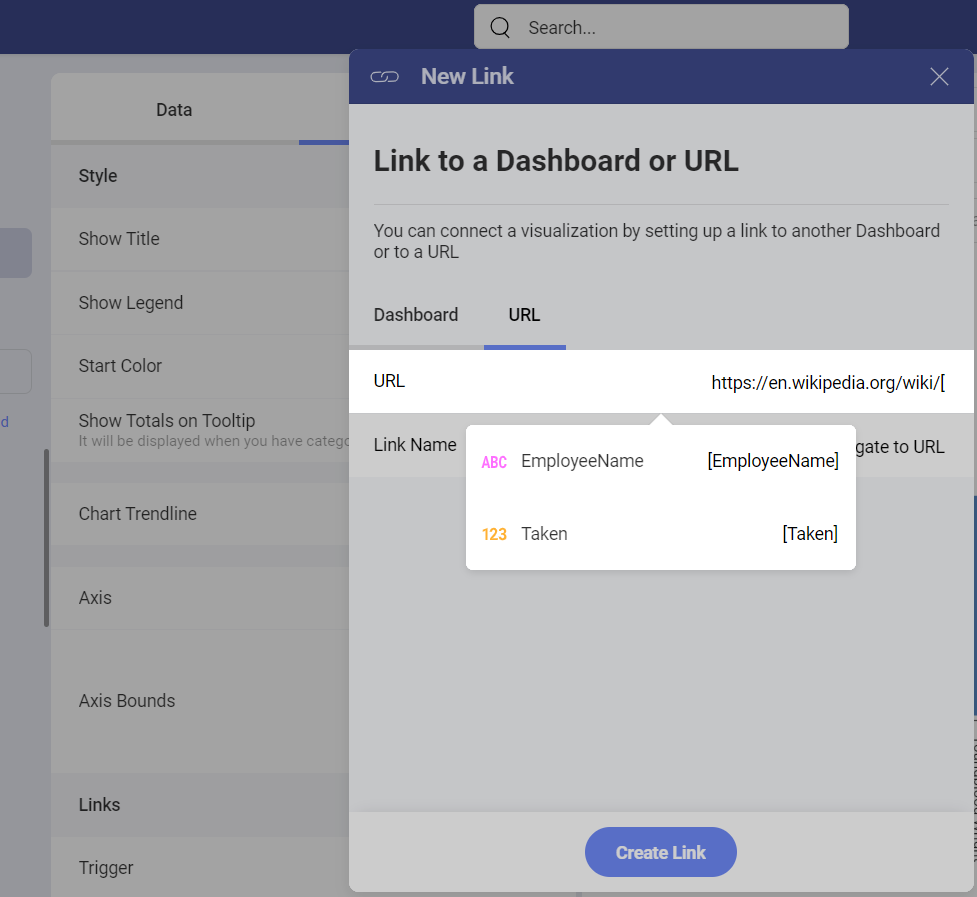 Search...
New Link
Data
Link to a Dashboard or URL
Style
You can connect a visualization by setting up a link to another Dashboard
or to a URL
Show Title
Show Legend
Dashboard
URL
Start Color
URL
https://en.wikipedia.org/wiki/[
Show Totals on Tooltip
It will be displayed when you have catego
d
Link Name
gate to URL
ABC
EmployeeName
[EmployeeName]
123
Taken
[Taken]
Chart Trendline
Axis
Axis Bounds
Links
Trigger
Create Link